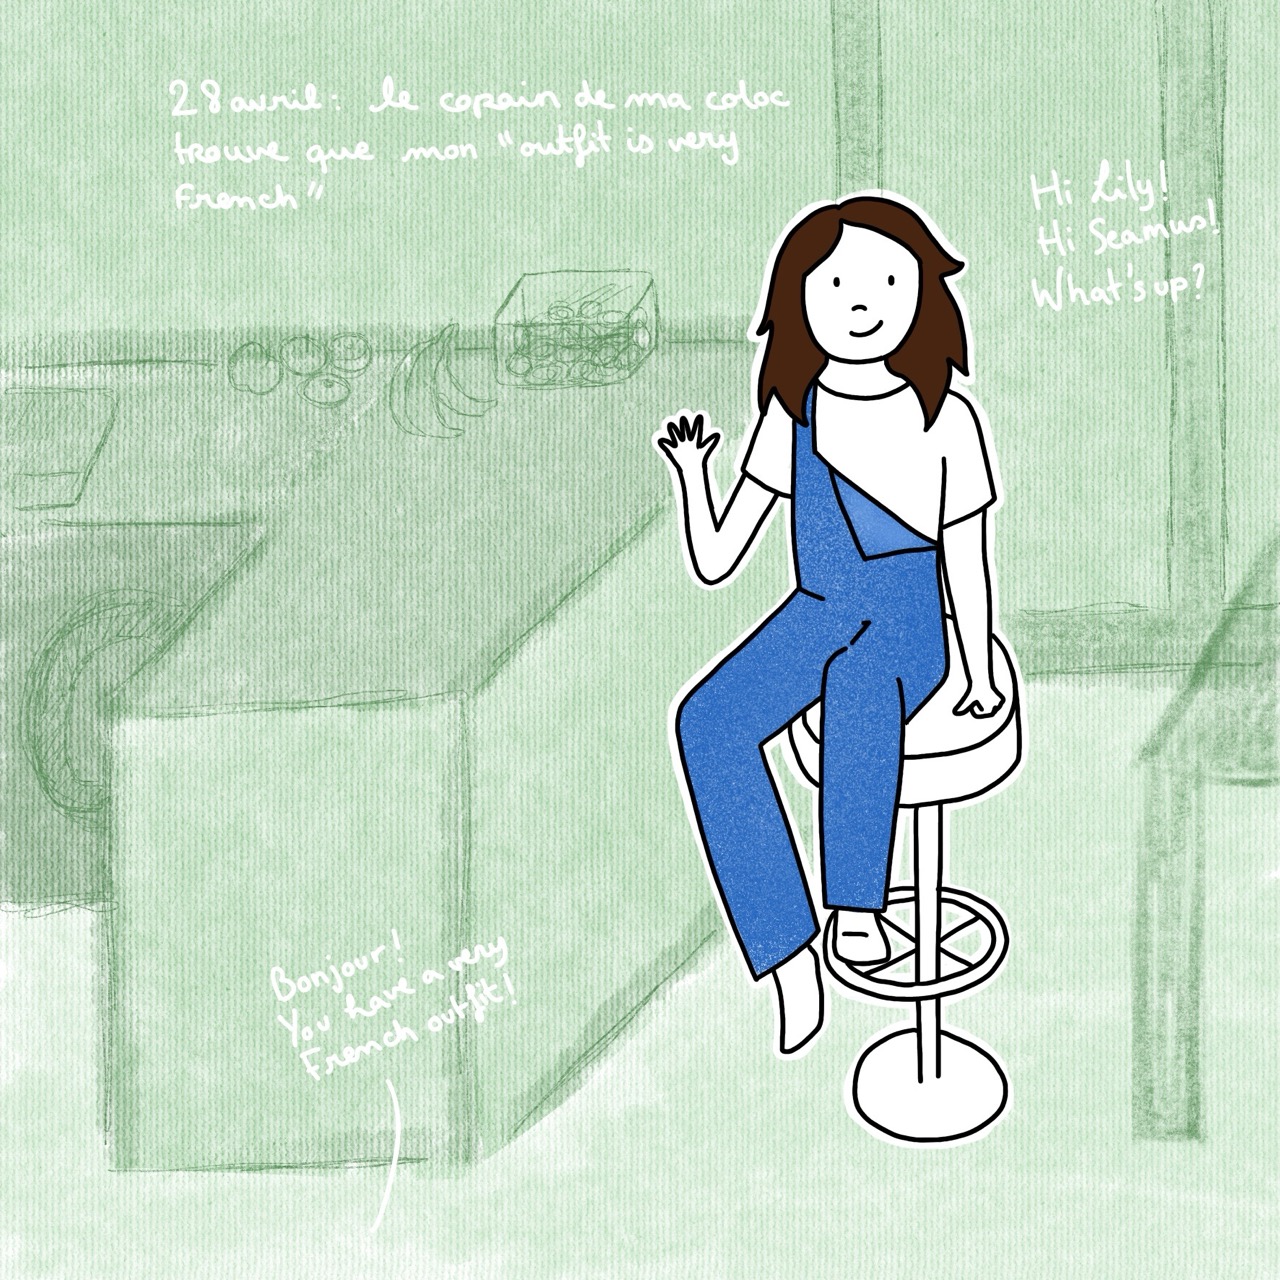 28 avril: le copain de ma coloc
trouve que mon "outfit is very
French"
Hi Lily!
Hi Seamus!
What's up?
Bonjour!
You have a very
French outfit!